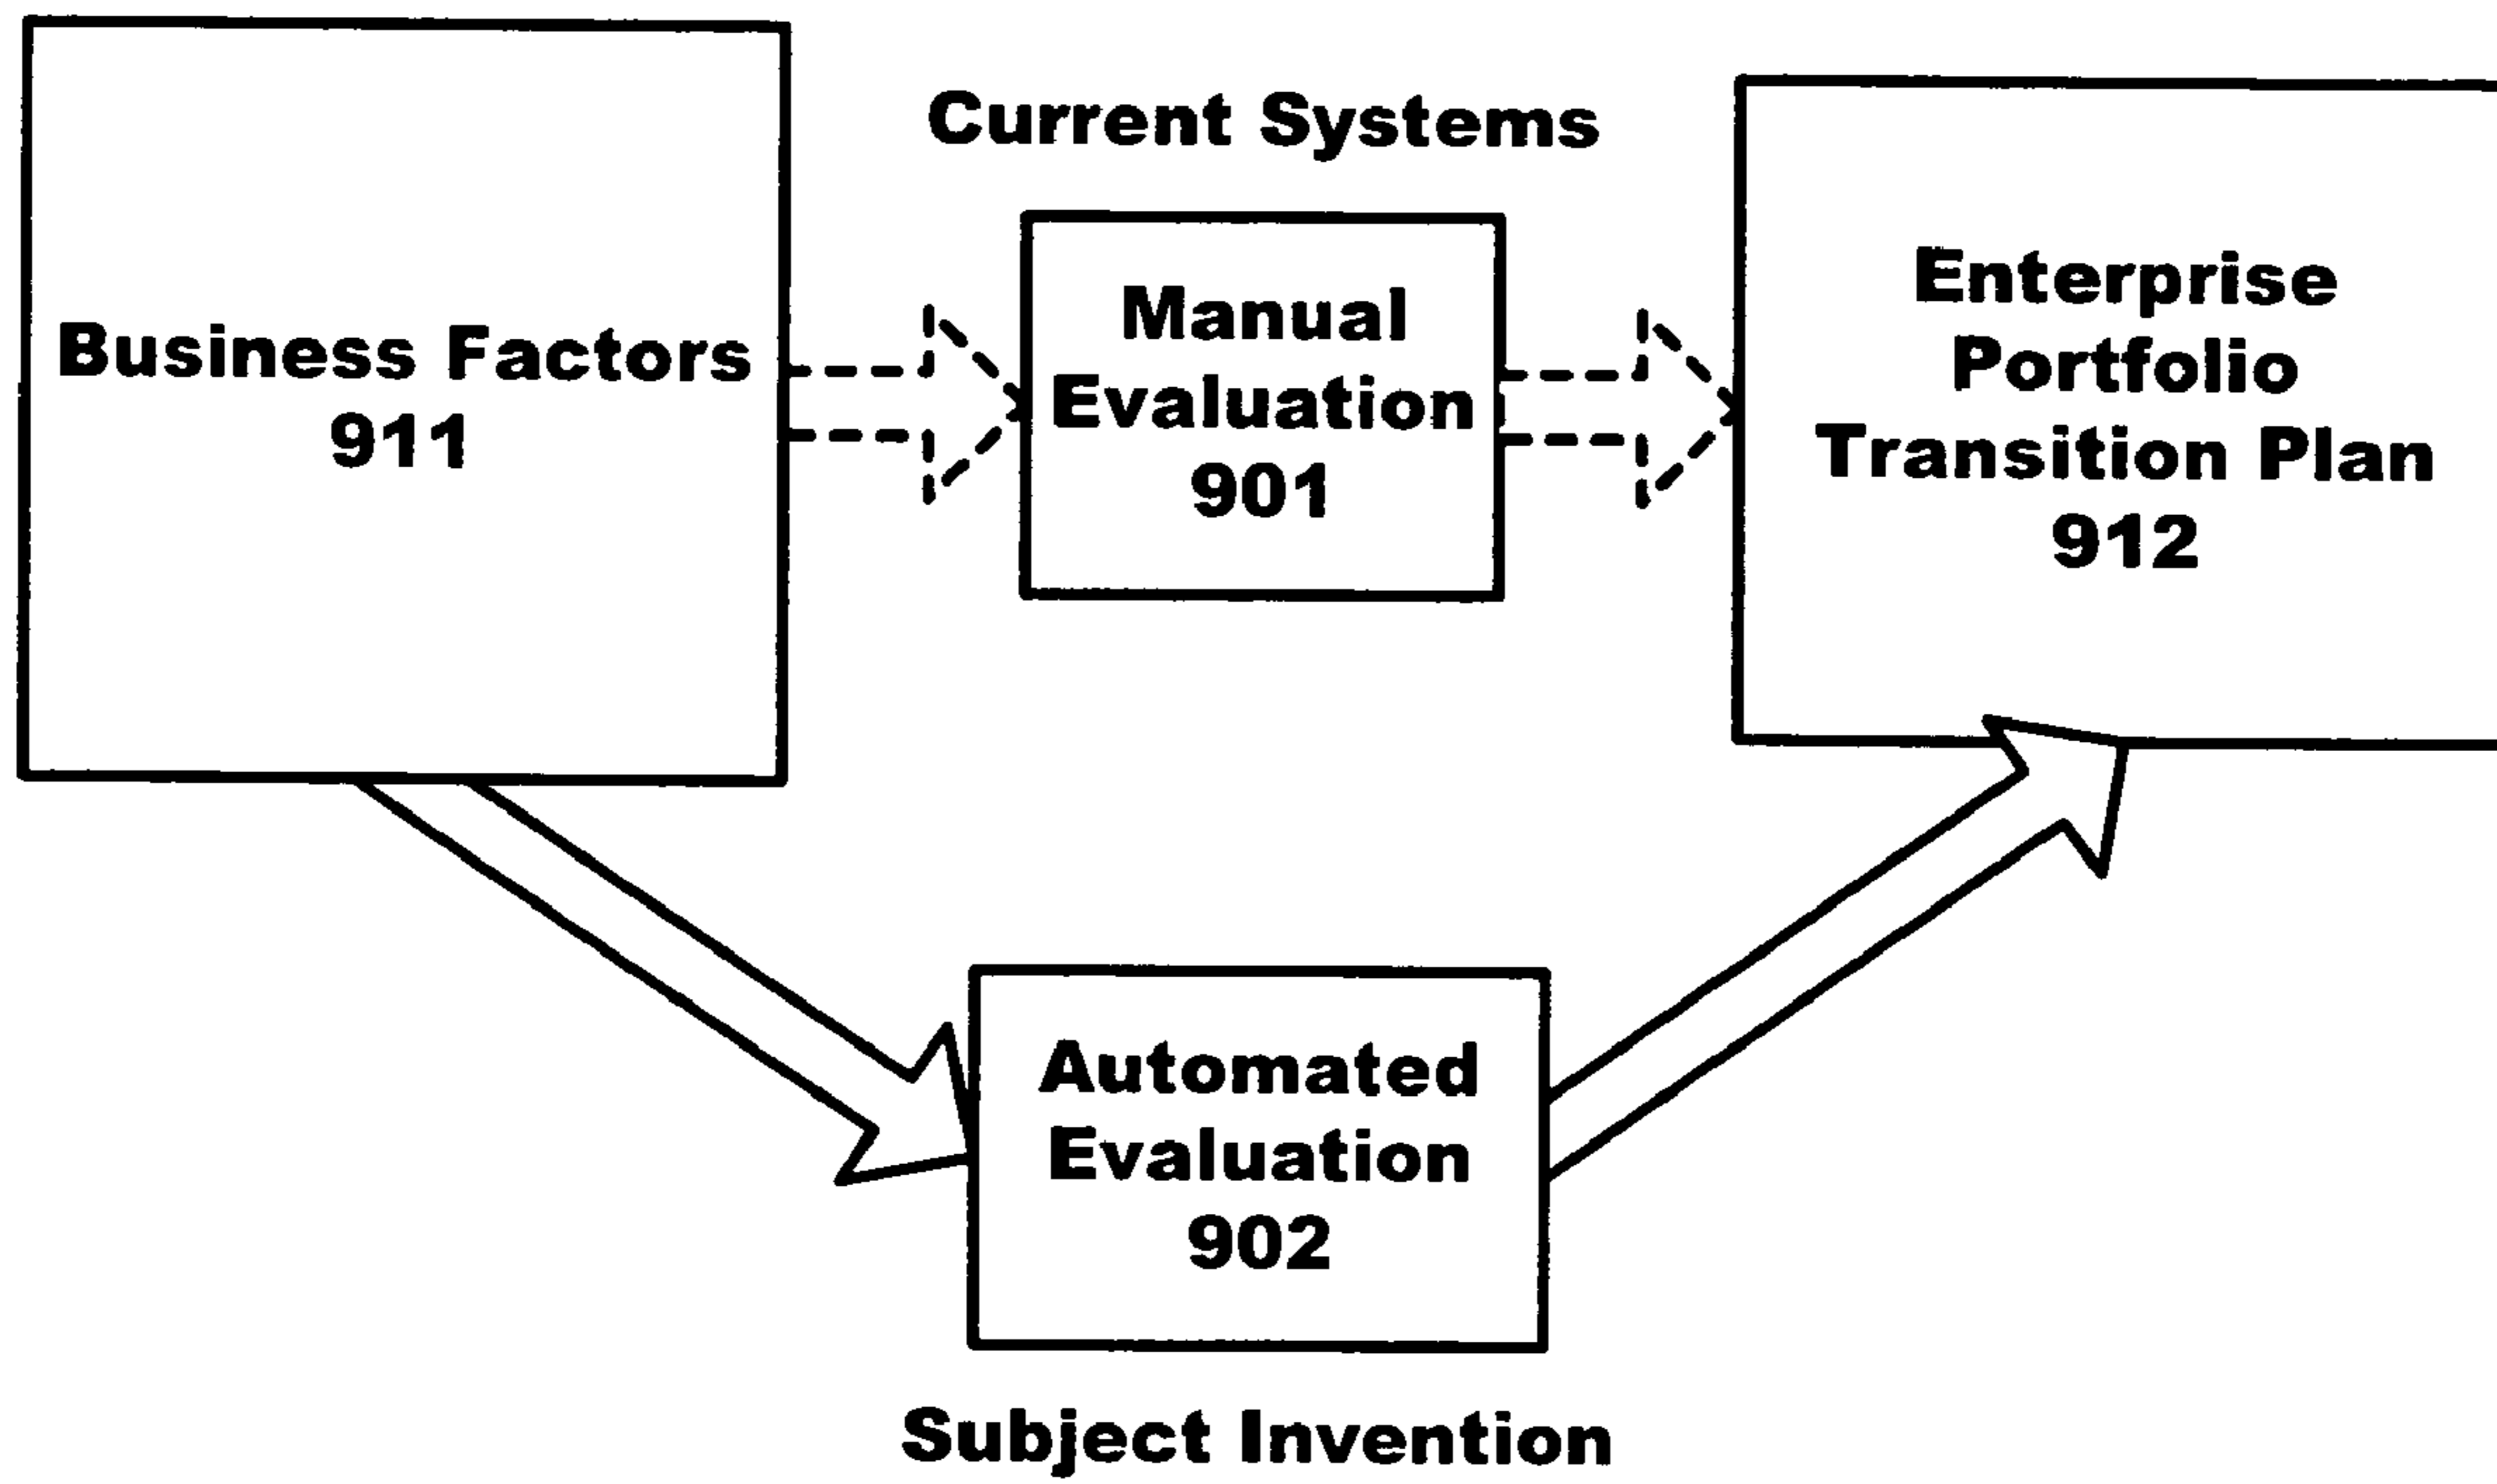 Current Systems
Business Factors
911
Manual
Evaluation
901
Enterprise
Portfolio
Transition Plan
912
Automated
Evaluation
902
Subject Invention